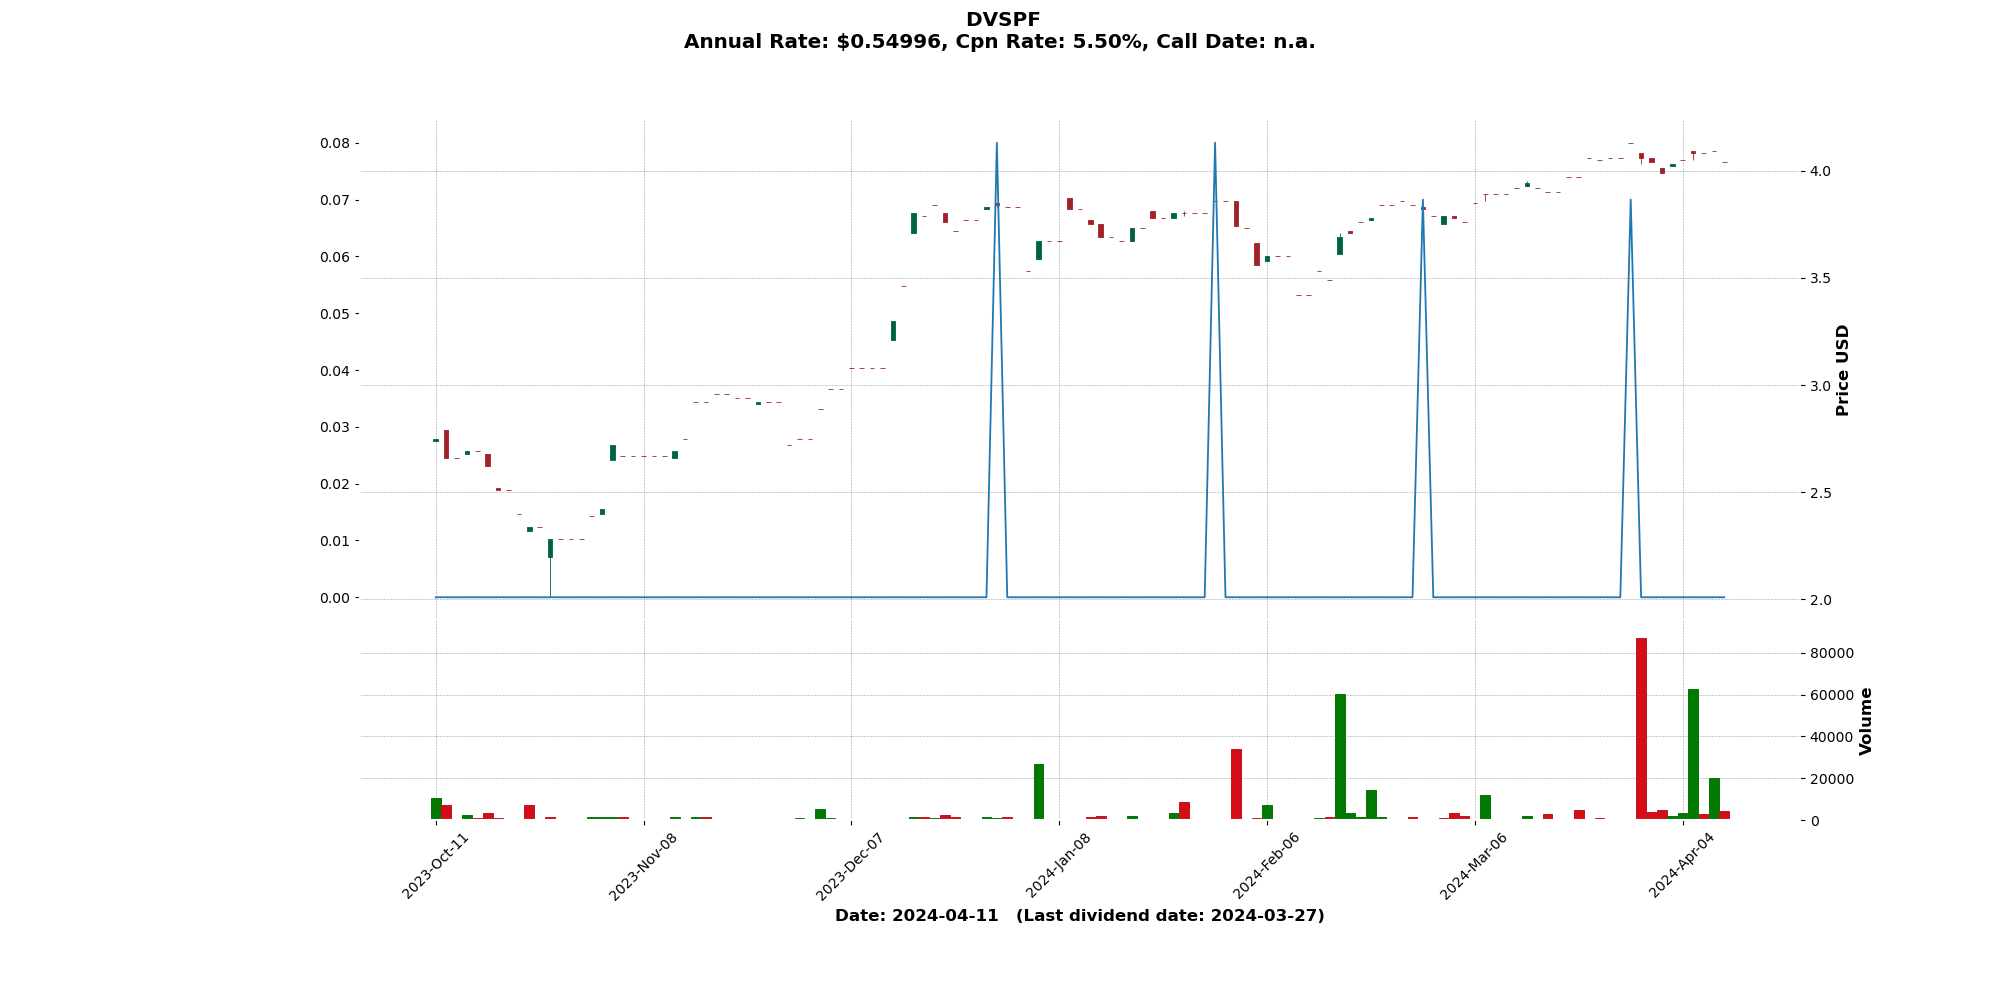 DVSPF
Annual Rate: $0.54996, Cpn Rate: 5.50%, Call Date: n.a.
0.08
0.07
0.06
0.05
0.04
0.03
0.02
0.01
0.00
4.0
3.5
3.0
2.5
2.0
Price USD
80000
60000
40000
20000
0
Volume
2023-Oct-11
2023-Nov-08
2023-Dec-07
2024-Jan-08
2024-Feb-06
2024-Mar-06
2024-Apr-04
Date: 2024-04-11 (Last dividend date: 2024-03-27)